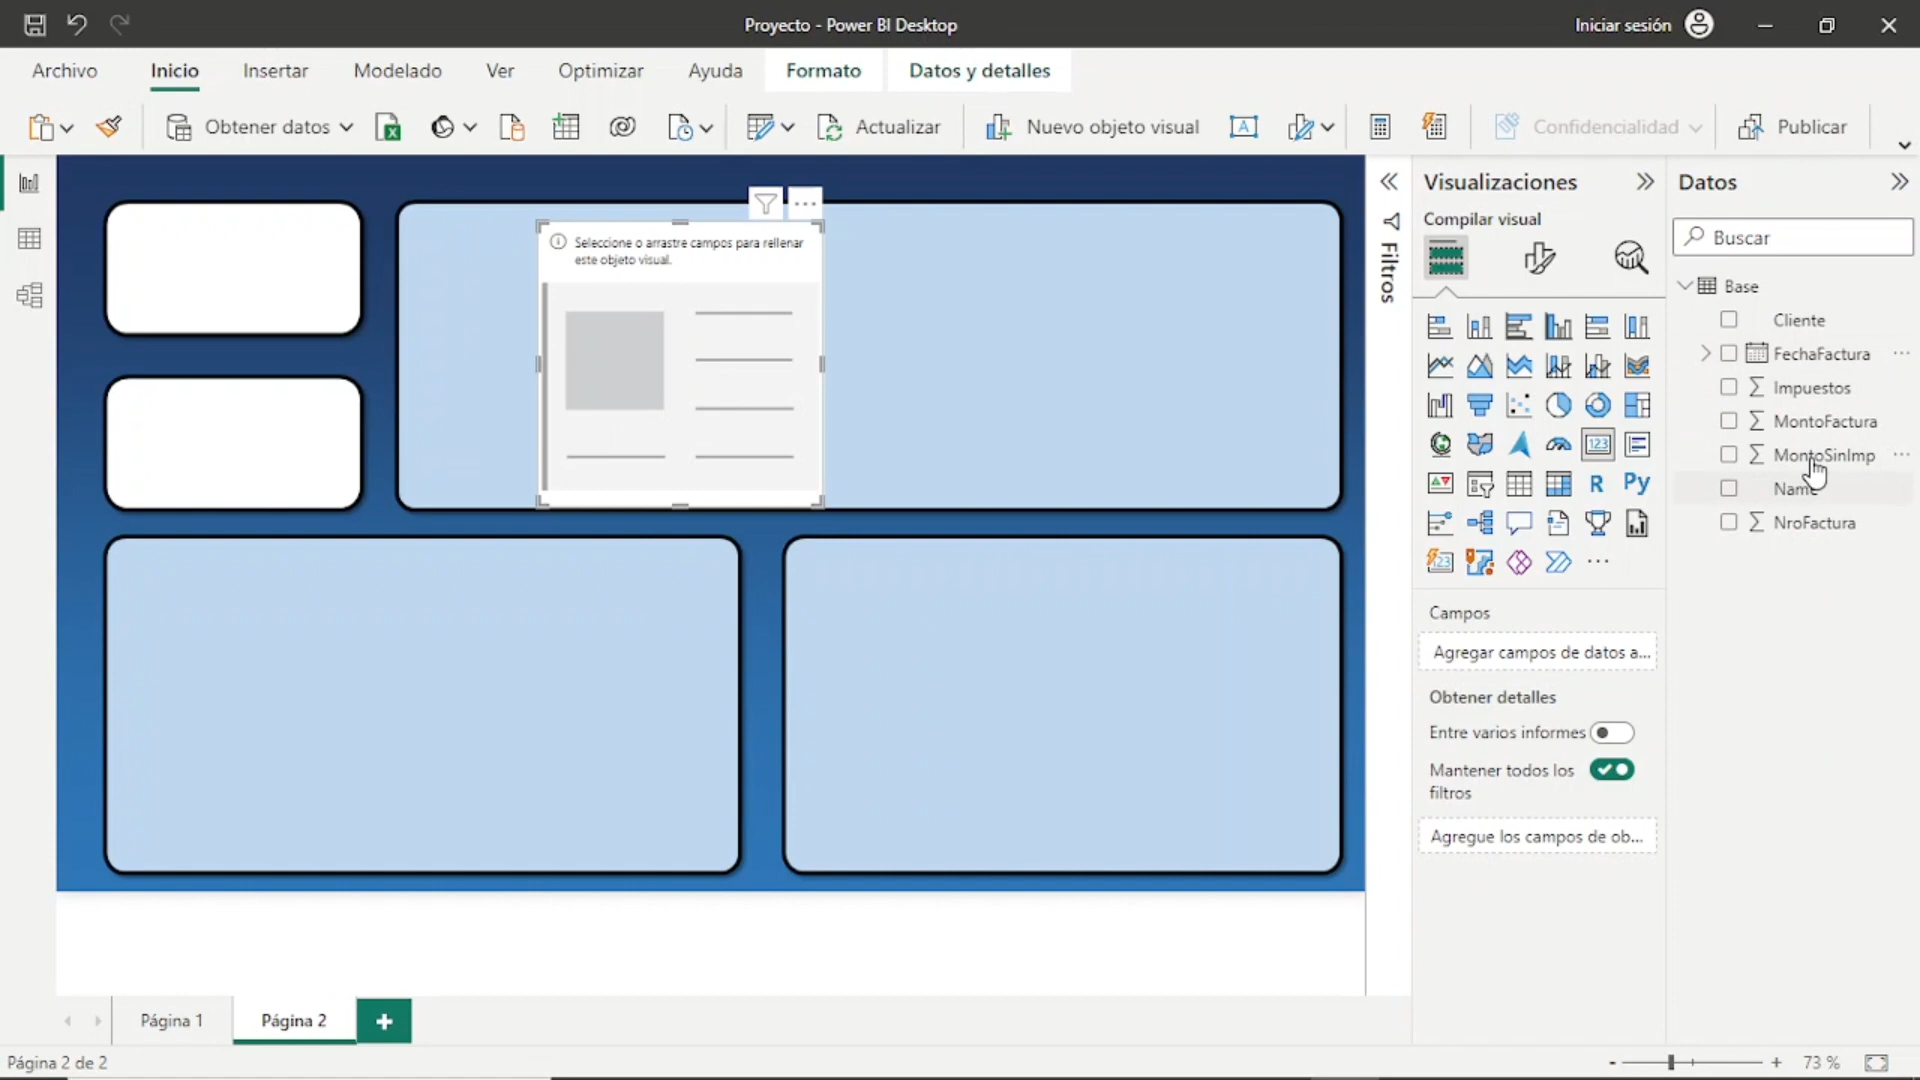 Proyecto - Power BI Desktop
Iniciar sesión
Archivo
Inicio
Insertar
Modelado
Ver
Optimizar
Ayuda
Formato
Datos y detalles
Obtener datos
Actualizar
Nuevo objeto visual
Confidencialidad
Publicar
Seleccione o arrastre campos para rellenar
este objeto visual.
Filtros
Visualizaciones
Compilar visual
123
R
Py
123
Campos
Agregar campos de datos a...
Obtener detalles
Entre varios informes
Mantener todos los
filtros
Agregue los campos de ob...
Datos
Buscar
Base
Cliente
FechaFactura
Impuestos
MontoFactura
MontoSinImp
Name
NroFactura
Página 1
Página 2
Página 2 de 2
73 %